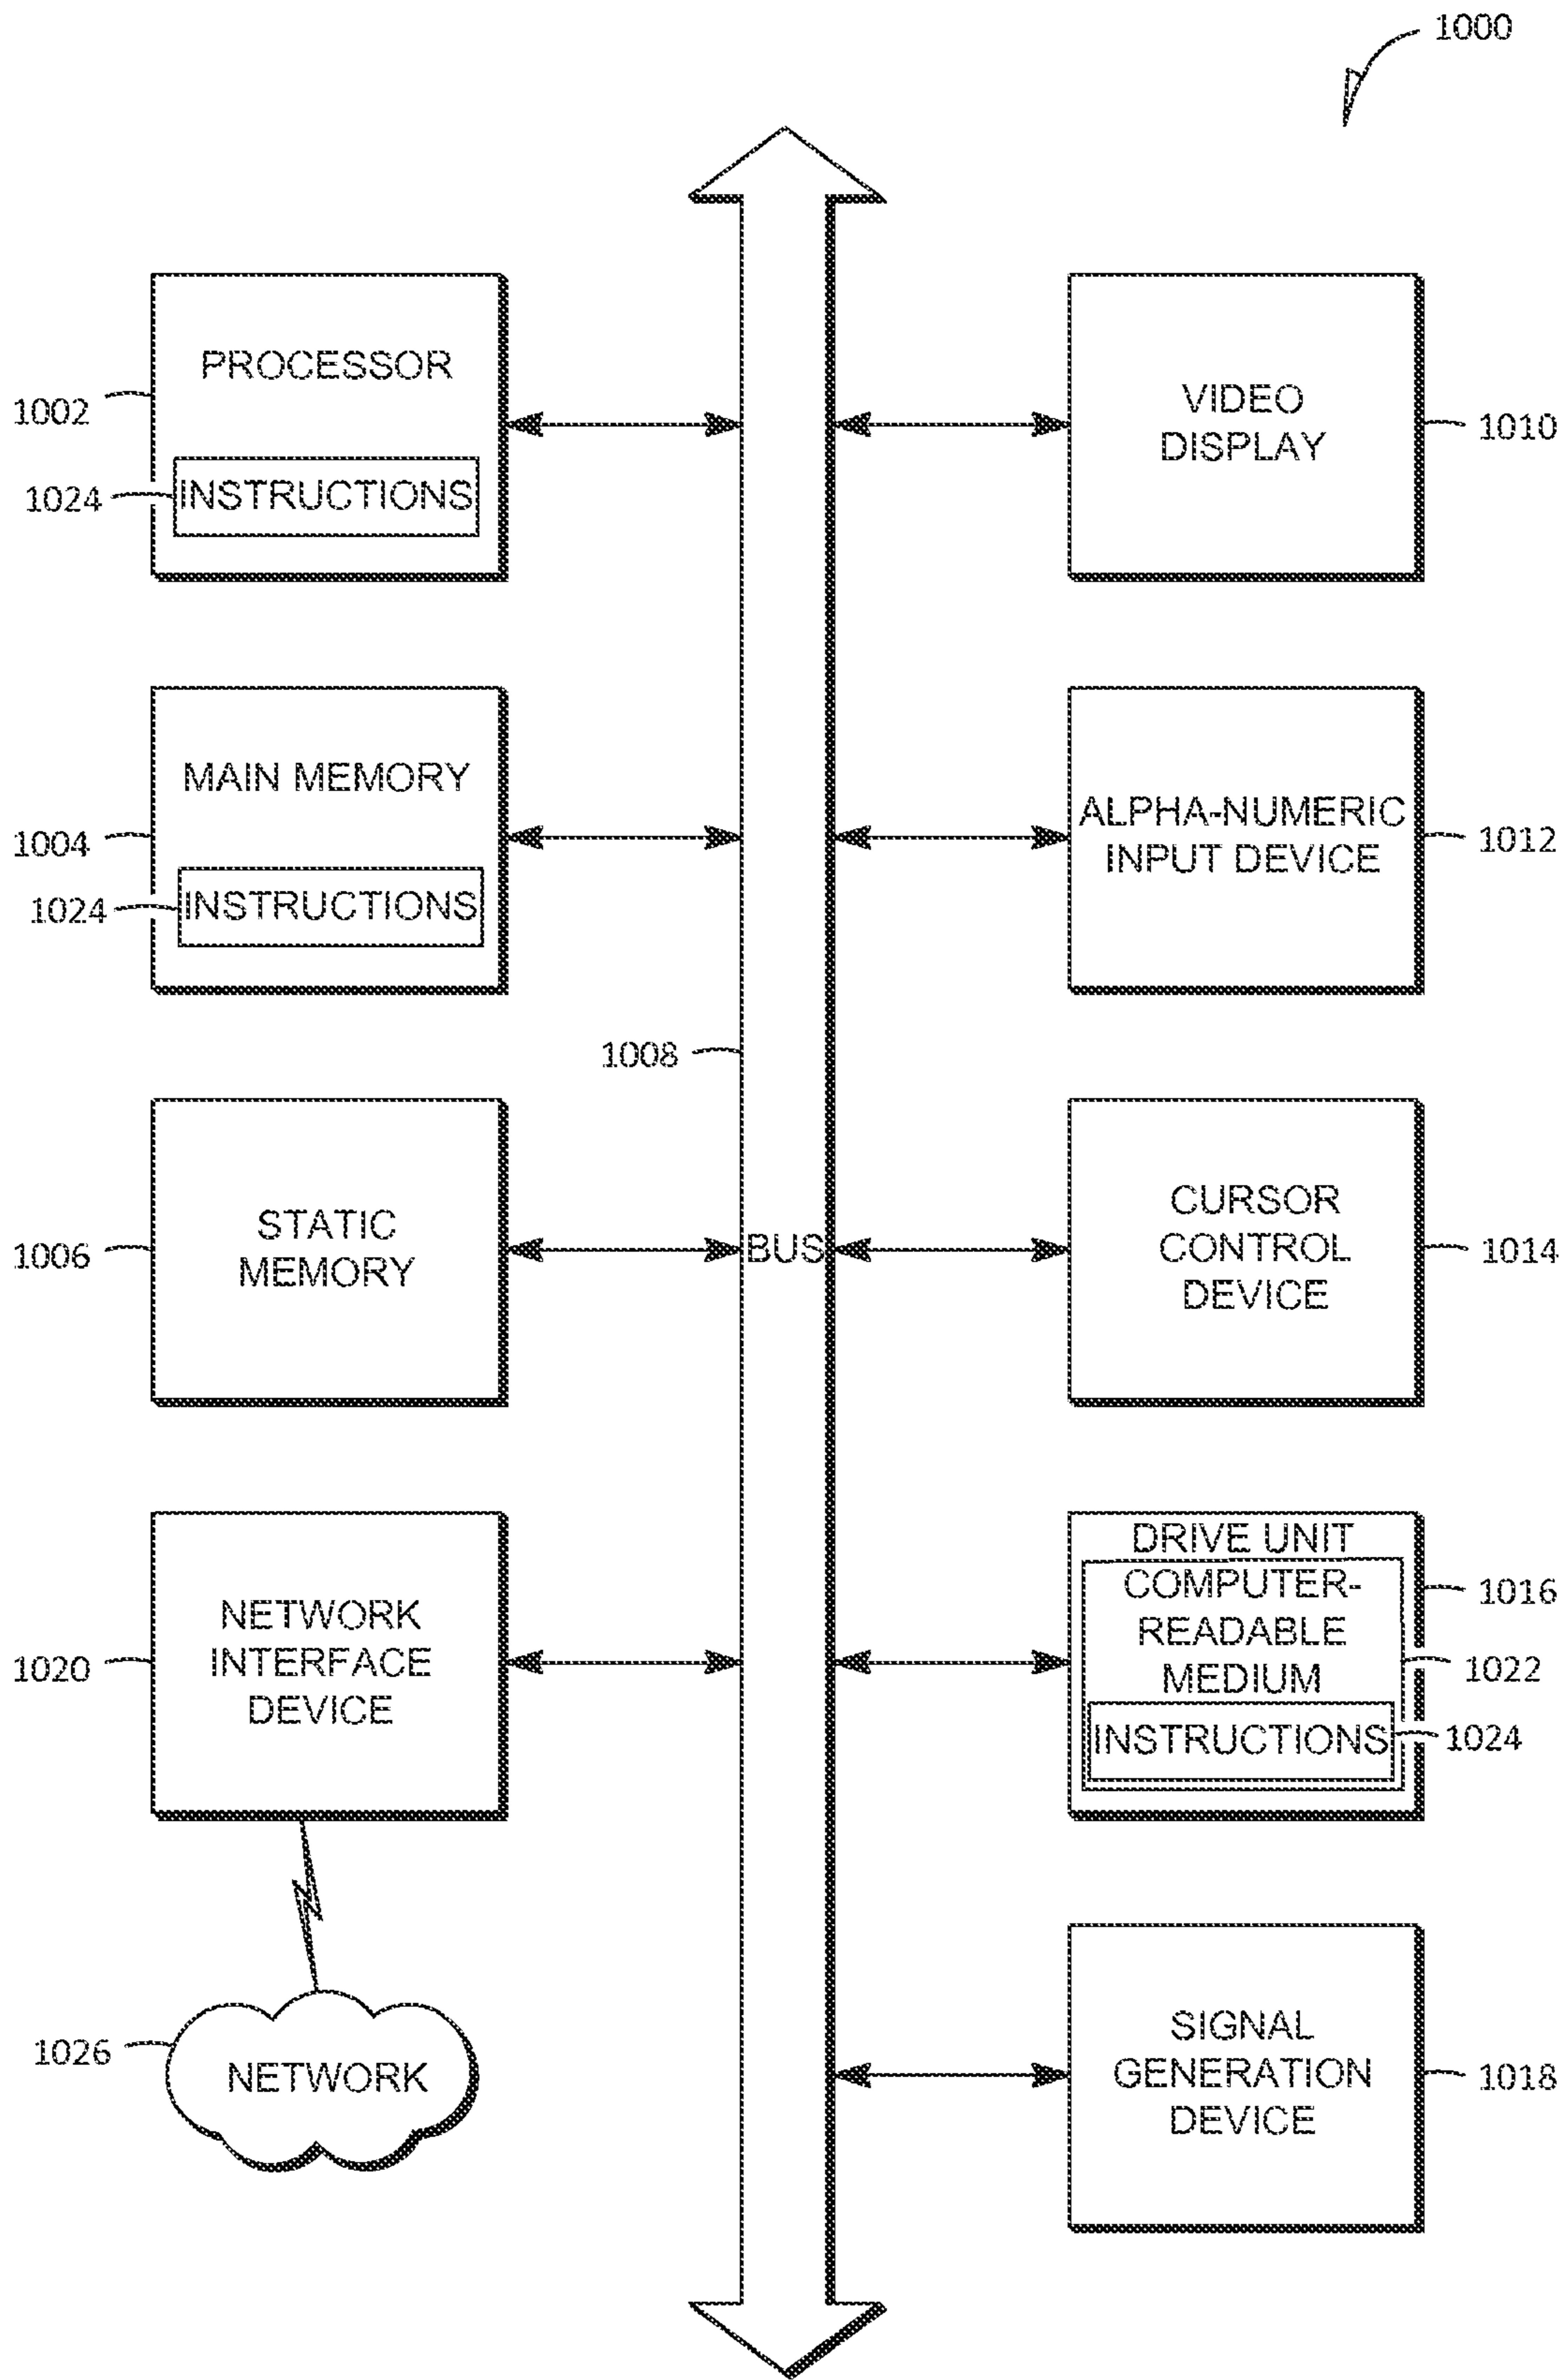 1000
PROCESSOR
1002
1024
INSTRUCTIONS
VIDEO
DISPLAY
1010
MAIN MEMORY
1004
1024
INSTRUCTIONS
ALPHA-NUMERIC
INPUT DEVICE
1012
1008
STATIC
MEMORY
1006
BUS
CURSOR
CONTROL
DEVICE
1014
NETWORK
INTERFACE
DEVICE
1020
DRIVE UNIT
COMPUTER-
READABLE
MEDIUM
1016
1022
INSTRUCTIONS
1024
1026
NETWORK
SIGNAL
GENERATION
DEVICE
1018